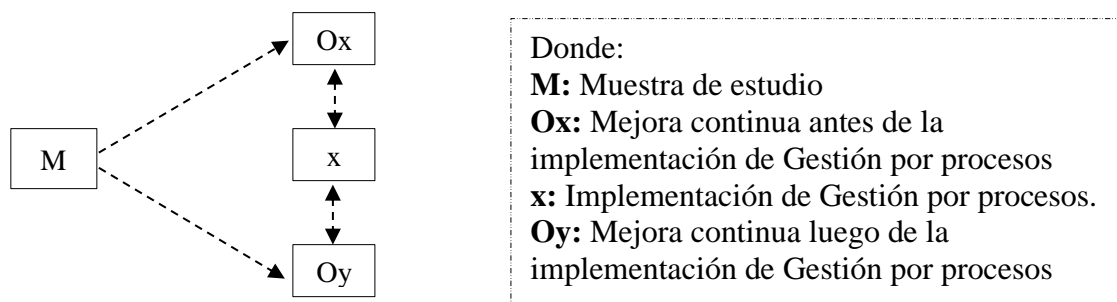 Ox
M
x
Oy
Donde:
M: Muestra de estudio
Ox: Mejora continua antes de la
implementación de Gestión por procesos
x: Implementación de Gestión por procesos.
Oy: Mejora continua luego de la
implementación de Gestión por procesos